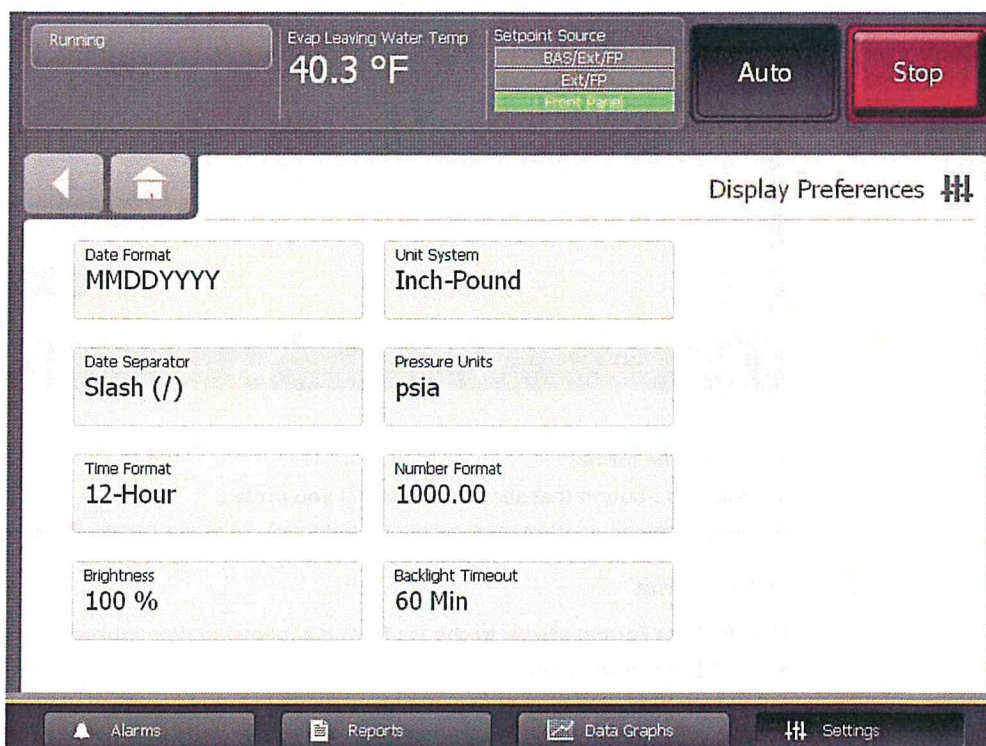 Running
Evap Leaving Water Temp
40.3 °F
Setpoint Source
BAS/Ext/FP
Ext/FP
Front Panel
Auto
Stop
Display Preferences
Date Format
MMDDYYYY
Unit System
Inch-Pound
Date Separator
Slash (/)
Pressure Units
psia
Time Format
12-Hour
Number Format
1000.00
Brightness
100 %
Backlight Timeout
60 Min
Alarms
Reports
Data Graphs
Settings